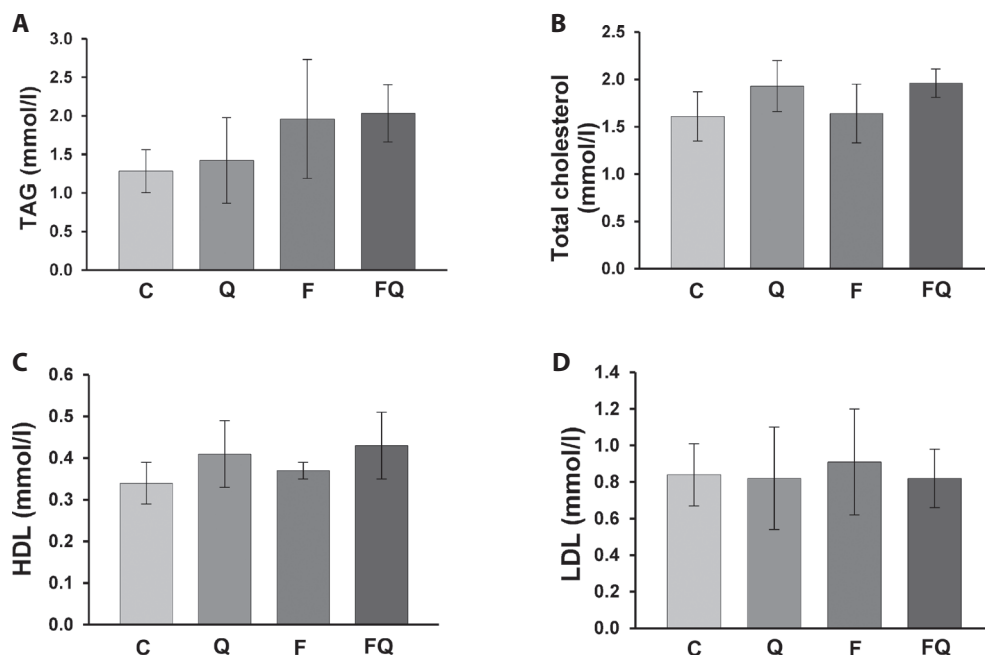 A
TAG (mmol/l)
3.0
2.5
2.0
1.5
1.0
0.5
0.0
C Q F FQ
B
Total cholesterol
(mmol/l)
2.5
2.0
1.5
1.0
0.5
0.0
C Q F FQ
C
HDL (mmol/l)
0.6
0.5
0.4
0.3
0.2
0.1
0.0
C Q F FQ
D
LDL (mmol/l)
1.4
1.2
1.0
0.8
0.6
0.4
0.2
0.0
C Q F FQ